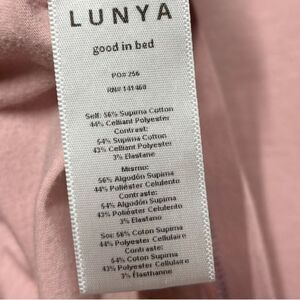 LUNYA
good in bed
PO# 256
RN# 141460
Self: 56% Supima Cotton
44% Celliant Polyester
Contrast:
54% Supima Cotton
43% Celliant Polyester
3% Elastane
Mismo:
56% Algodón Supima
44% Poliéster Celulento
Contraste:
54% Algodón Supima
43% Poliéster Celulento
3% Elastano
Soi: 56% Coton Supima
44% Polyester Cellulaire
Contraste:
54% Coton Supima
43% Polyester Cellulaire
3% Élasthanne